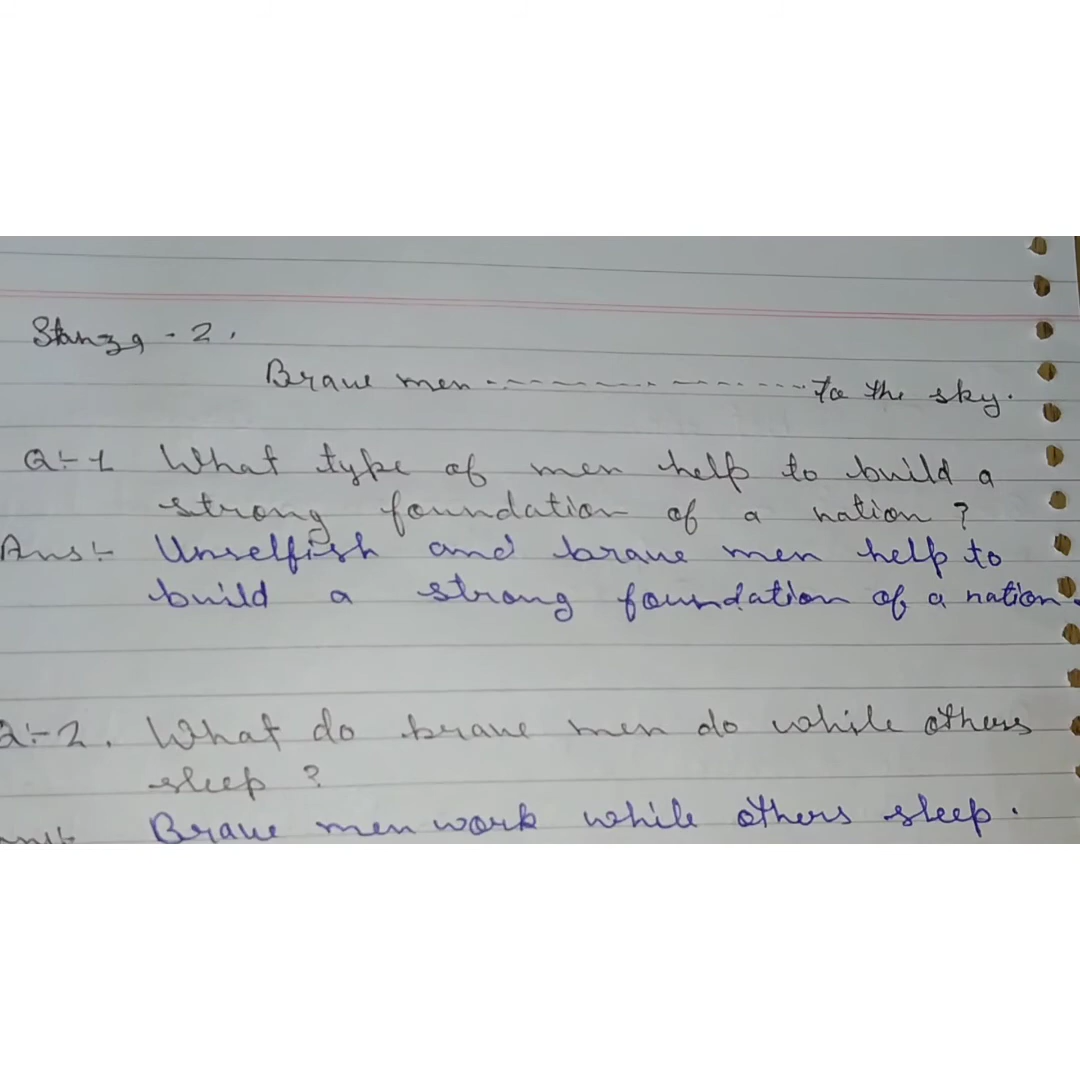 Stanza - 2.
Brave men - - - - - - - - - - - - - - - to the sky.
Q:-1 What type of men help to build a
strong foundation of a nation ?
Ans:- Unselfish and brave men help to
build a strong foundation of a nation.
Q:-2. What do brave men do while others
sleep ?
Ans:- Brave men work while others sleep.